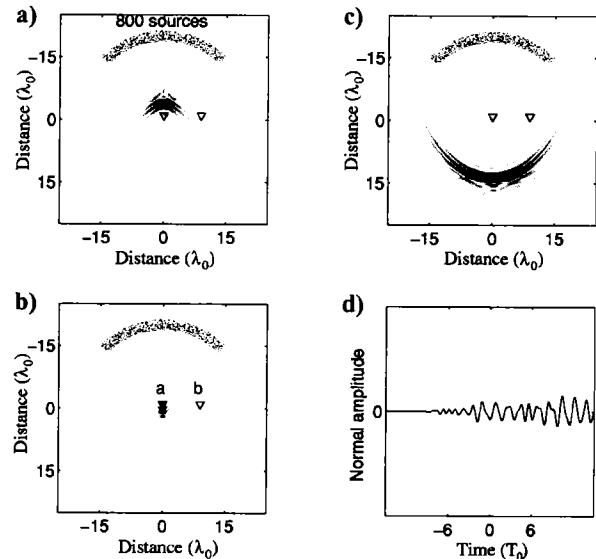 a)
800 sources
-15
0
15
Distance (λ0)
-15 0 15
Distance (λ0)
c)
-15
0
15
Distance (λ0)
-15 0 15
Distance (λ0)
b)
-15
0
15
Distance (λ0)
a b
-15 0 15
Distance (λ0)
d)
Normal amplitude
0
-6 0 6
Time (T0)